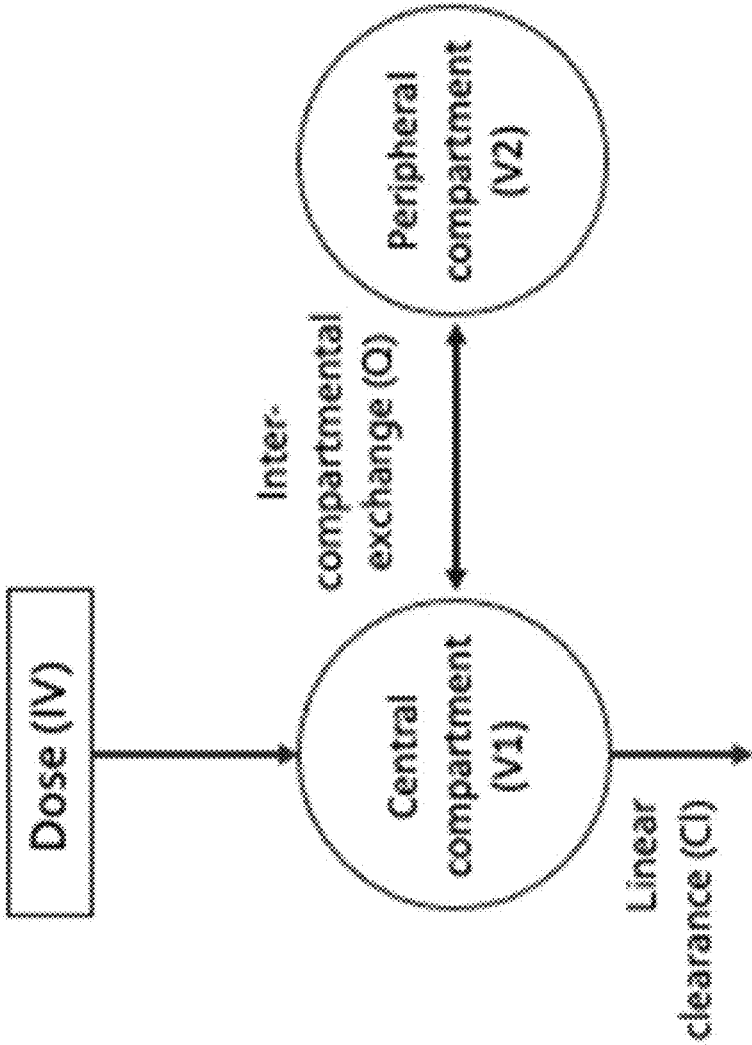 Dose (IV)
Inter-
compartmental
exchange (Q)
Central
compartment
(V1)
Peripheral
compartment
(V2)
Linear
clearance (Cl)